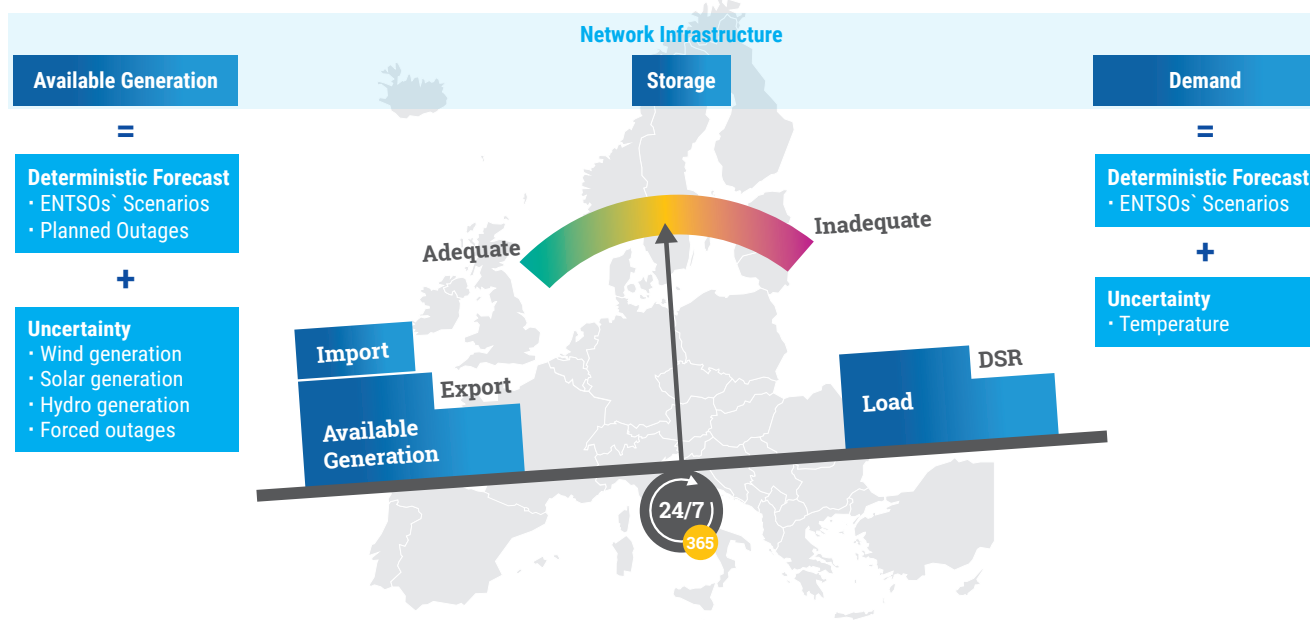 Network Infrastructure
Available Generation
Storage
Demand
=
Deterministic Forecast
· ENTSOs` Scenarios
· Planned Outages
+
Uncertainty
· Wind generation
· Solar generation
· Hydro generation
· Forced outages
=
Deterministic Forecast
· ENTSOs` Scenarios
+
Uncertainty
· Temperature
Adequate
Inadequate
Import
Export
Available
Generation
Load
DSR
24/7
365